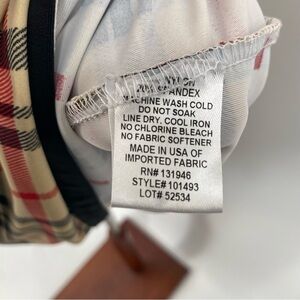 NYLON
SPANDEX
MACHINE WASH COLD
DO NOT SOAK
LINE DRY. COOL IRON
NO CHLORINE BLEACH
NO FABRIC SOFTENER
MADE IN USA OF
IMPORTED FABRIC
RN# 131946
STYLE# 101493
LOT# 52534